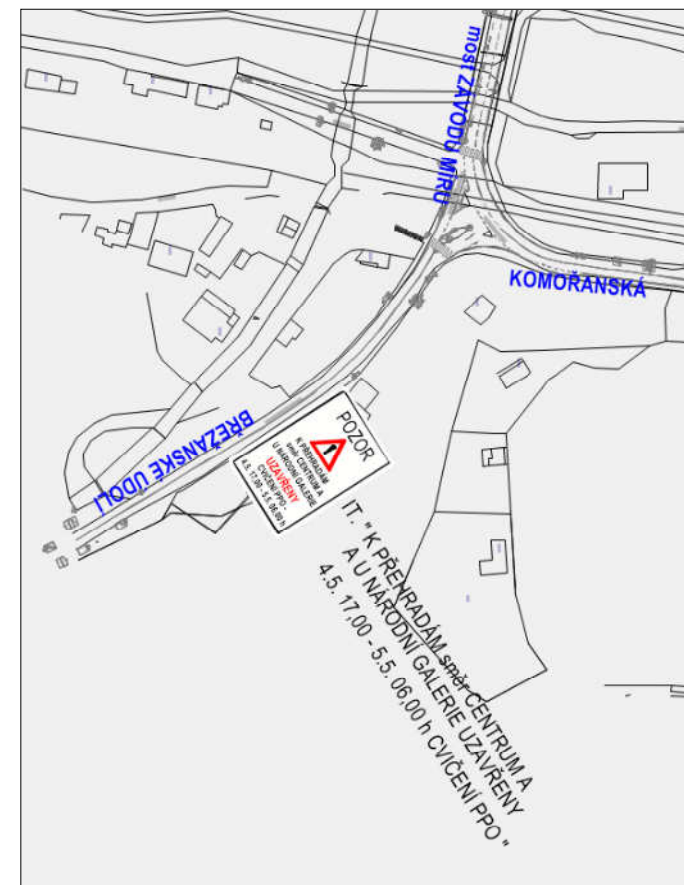 most ZÁVODU MÍRU
KOMOŘANSKÁ
BŘEŽANSKÉ ÚDOLÍ
POZOR
K PŘEHRADÁM
směr CENTRUM A
U NÁRODNÍ GALERIE
UZAVŘENY
CVIČENÍ PPO -
4.5. 17,00 - 5.5. 06,00 h
IT. " K PŘEHRADÁM směr CENTRUM A
A U NÁRODNÍ GALERIE UZAVŘENY
4.5. 17,00 - 5.5. 06,00 h CVIČENÍ PPO "